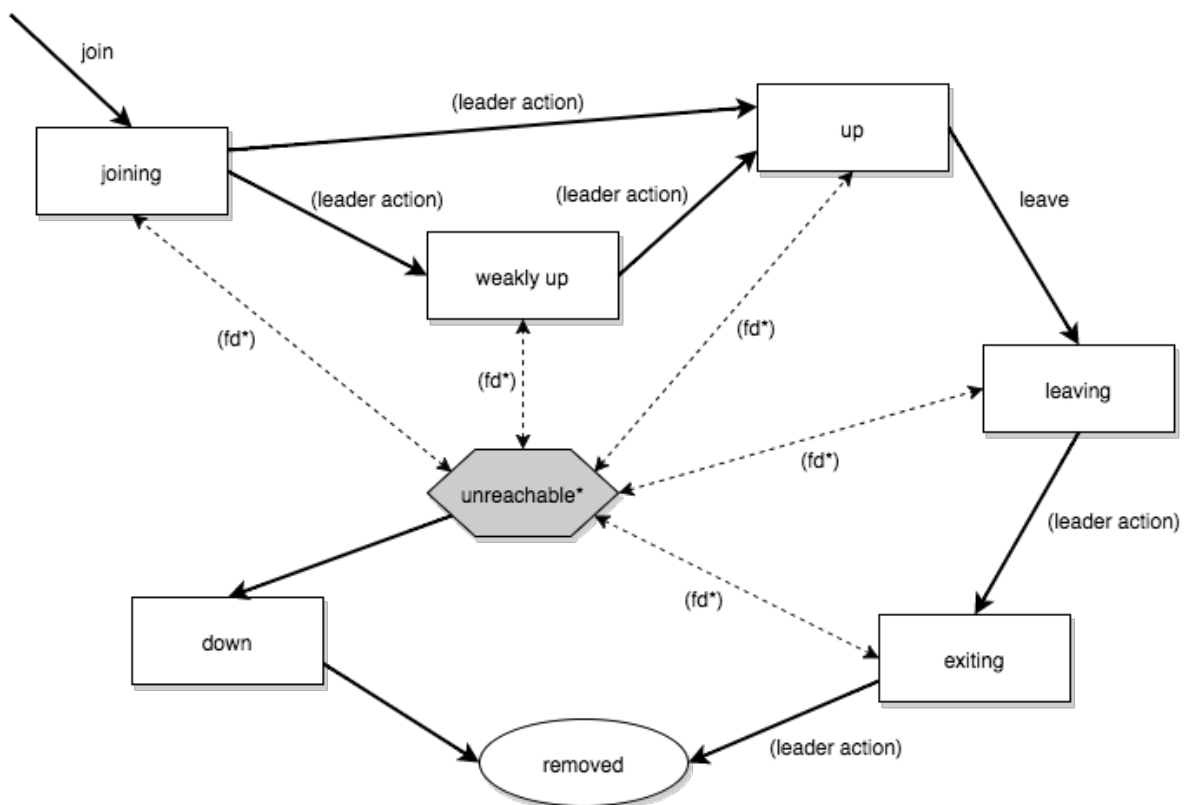 join
(leader action)
up
joining
(leader action)
(leader action)
leave
weakly up
(fd*)
(fd*)
(fd*)
leaving
(fd*)
unreachable*
(leader action)
(fd*)
down
exiting
(leader action)
removed